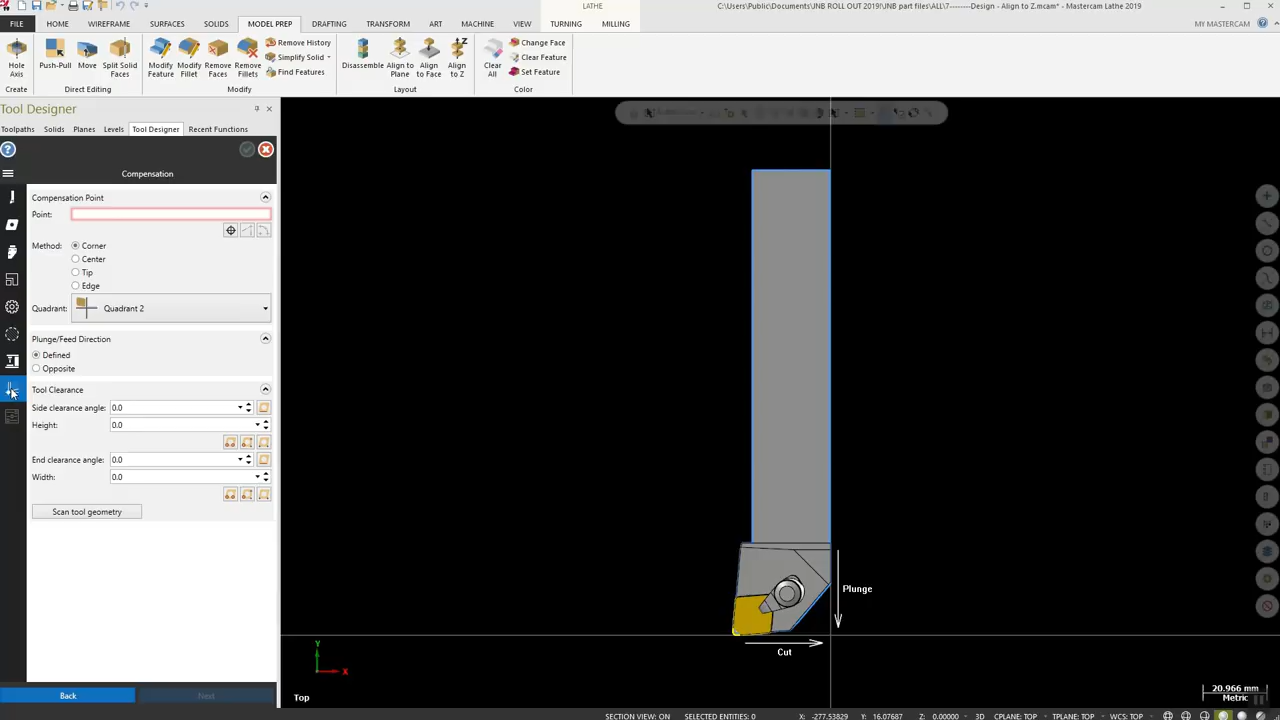 LATHE
C:\Users\Public\Documents\UNB ROLL OUT 2019\UNB part files\ALL\7--------Design - Align to Z.mcam* - Mastercam Lathe 2019
FILE HOME WIREFRAME SURFACES SOLIDS MODEL PREP DRAFTING TRANSFORM ART MACHINE VIEW TURNING MILLING MY MASTERCAM
Hole Axis
Push-Pull
Move
Split Solid Faces
Modify Feature
Modify Fillet
Remove Faces
Remove Fillets
Remove History
Simplify Solid
Find Features
Disassemble
Align to Plane
Align to Face
Align to Z
Clear All
Change Face
Clear Feature
Set Feature
Create Direct Editing Modify Layout Color
Tool Designer
Toolpaths Solids Planes Levels Tool Designer Recent Functions
Compensation
Compensation Point
Point:
Method: Corner
Center
Tip
Edge
Quadrant: Quadrant 2
Plunge/Feed Direction
Defined
Opposite
Tool Clearance
Side clearance angle: 0.0
Height: 0.0
End clearance angle: 0.0
Width: 0.0
Scan tool geometry
Back Next
Plunge
Cut
Y
X
Top
20.966 mm
Metric
SECTION VIEW: ON SELECTED ENTITIES: 0 X: -277.53829 Y: 16.07687 Z: 0.00000 3D CPLANE: TOP TPLANE: TOP WCS: TOP